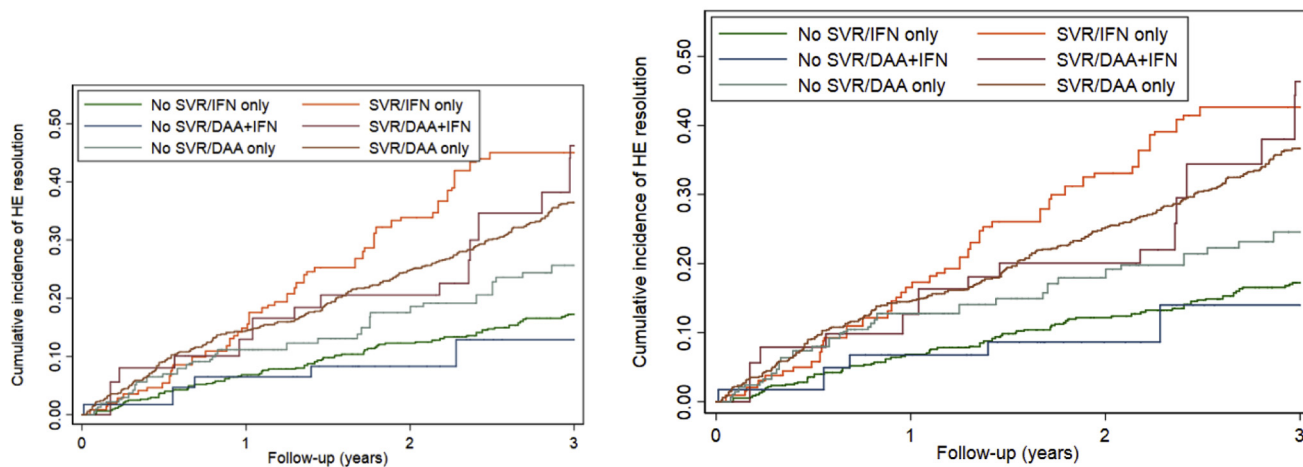 No SVR/IFN only SVR/IFN only
No SVR/DAA+IFN SVR/DAA+IFN
No SVR/DAA only SVR/DAA only
Cumulative incidence of HE resolution
0.50
0.40
0.30
0.20
0.10
0.00
0 1 2 3
Follow-up (years)
No SVR/IFN only SVR/IFN only
No SVR/DAA+IFN SVR/DAA+IFN
No SVR/DAA only SVR/DAA only
Cumulative incidence of HE resolution
0.50
0.40
0.30
0.20
0.10
0.00
0 1 2 3
Follow-up (years)